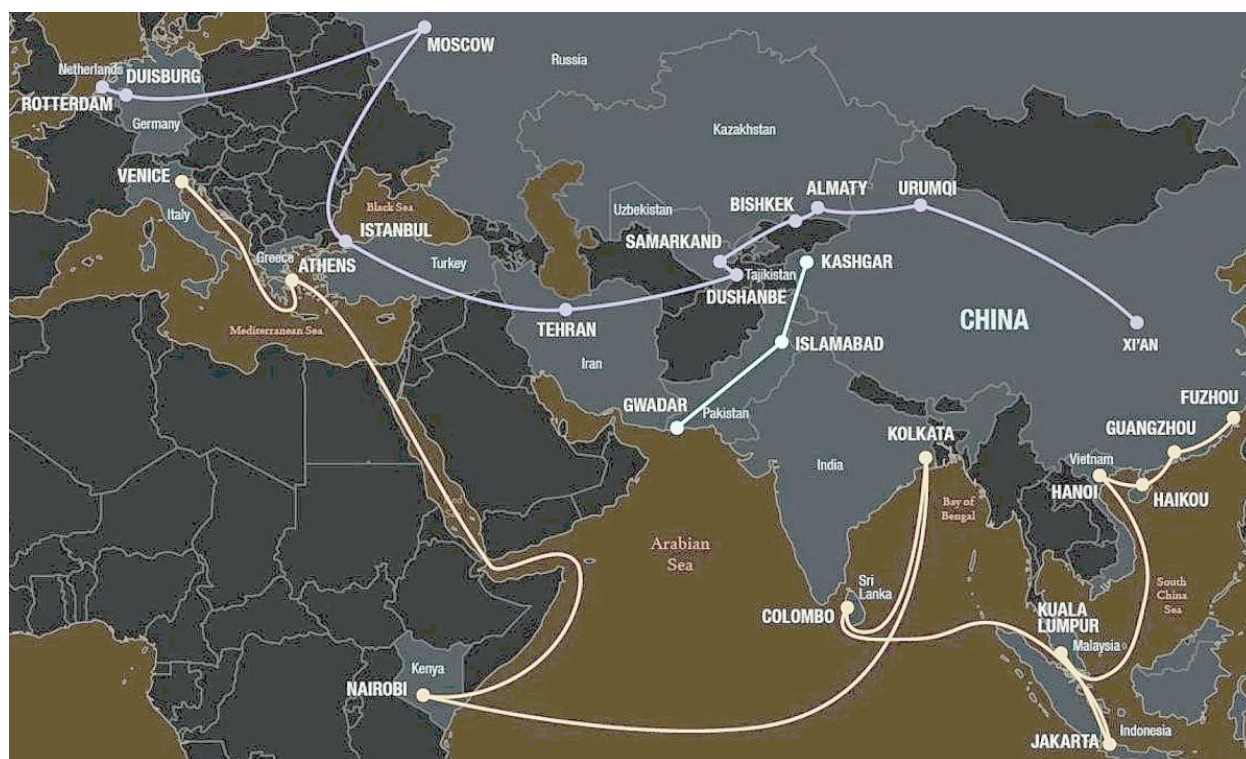 MOSCOW
Russia
Netherlands
DUISBURG
ROTTERDAM
Germany
Kazakhstan
VENICE
ALMATY
URUMQI
Italy
Black Sea
Uzbekistan
BISHKEK
ISTANBUL
SAMARKAND
Greece
ATHENS
Turkey
KASHGAR
Tajikistan
DUSHANBE
Mediterranean Sea
TEHRAN
CHINA
ISLAMABAD
XI'AN
Iran
GWADAR
Pakistan
FUZHOU
KOLKATA
GUANGZHOU
India
Vietnam
HANOI
HAIKOU
Bay of
Bengal
Arabian
Sea
Sri
Lanka
South
China
Sea
COLOMBO
KUALA
LUMPUR
Malaysia
Kenya
NAIROBI
JAKARTA
Indonesia